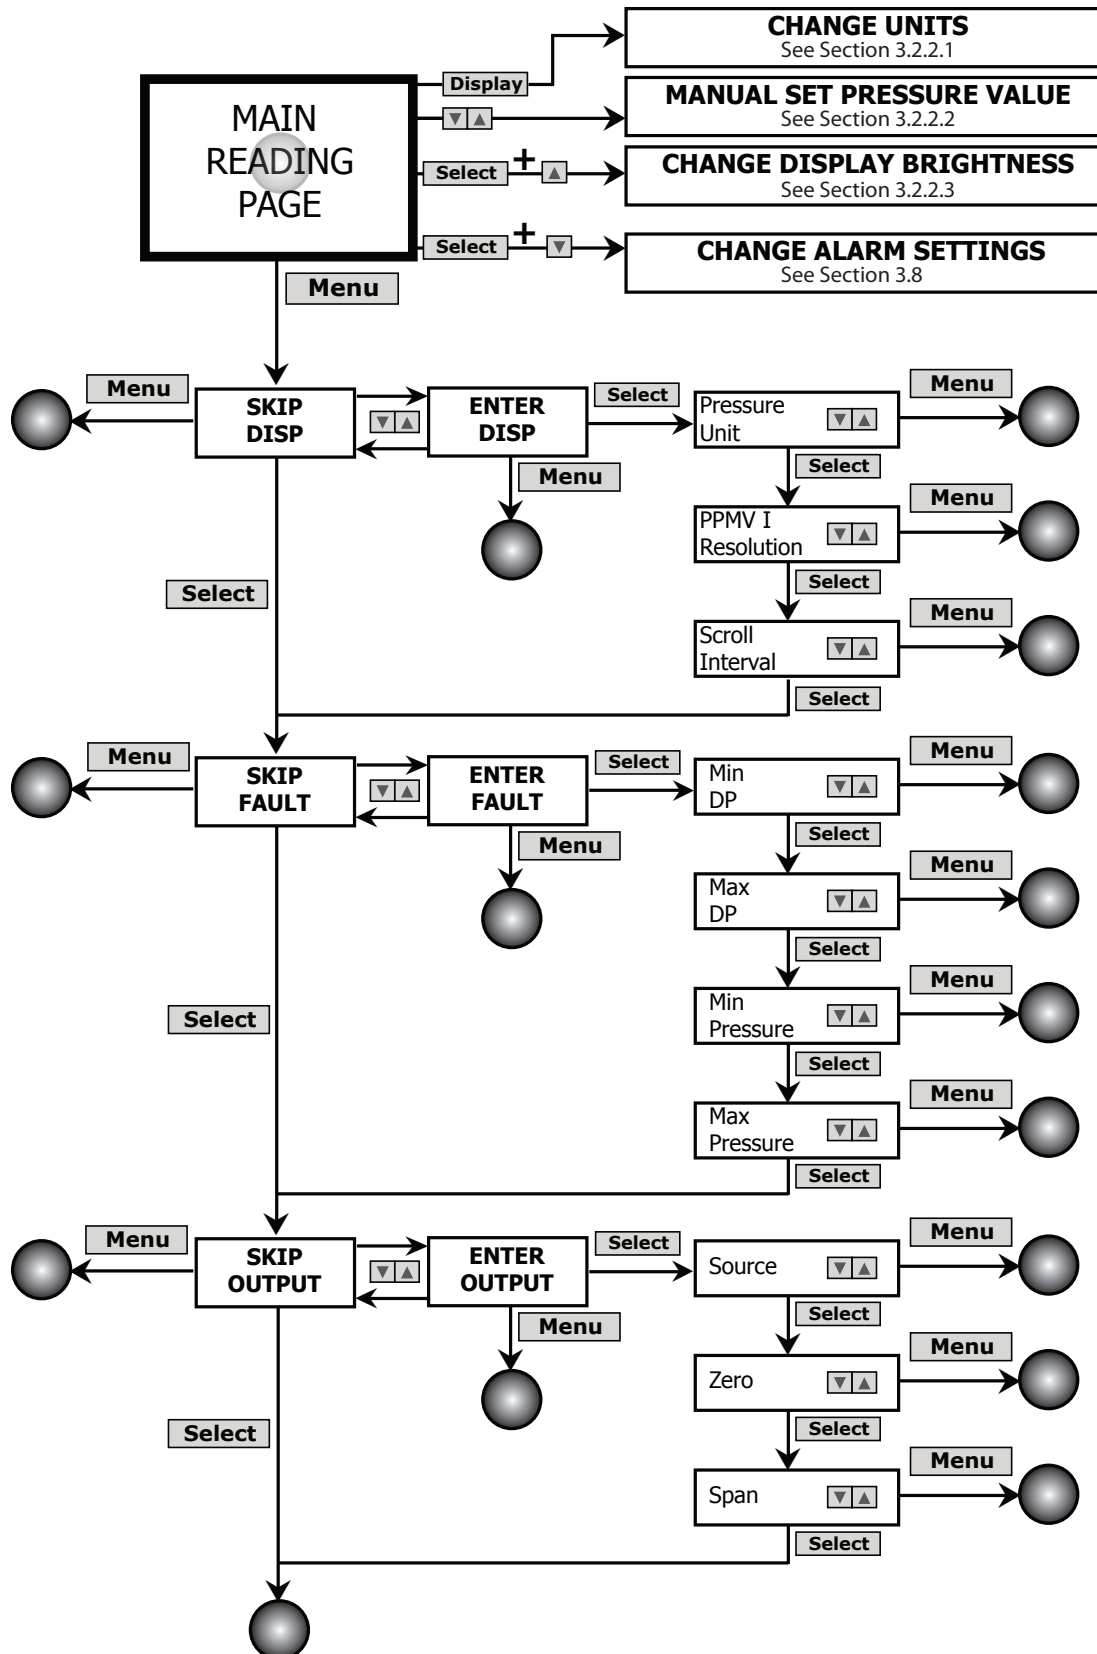 CHANGE UNITS
See Section 3.2.2.1
Display
MANUAL SET PRESSURE VALUE
See Section 3.2.2.2
MAIN
READING
PAGE
CHANGE DISPLAY BRIGHTNESS
See Section 3.2.2.3
Select + ▲
CHANGE ALARM SETTINGS
See Section 3.8
Select + ▼
Menu
Menu
SKIP
DISP
ENTER
DISP
Select
Pressure
Unit
Menu
Menu
Select
PPMV I
Resolution
Menu
Select
Select
Scroll
Interval
Menu
Select
Menu
SKIP
FAULT
ENTER
FAULT
Select
Min
DP
Menu
Menu
Select
Max
DP
Menu
Select
Select
Min
Pressure
Menu
Select
Max
Pressure
Menu
Select
Menu
SKIP
OUTPUT
ENTER
OUTPUT
Select
Source
Menu
Menu
Select
Zero
Menu
Select
Select
Span
Menu
Select